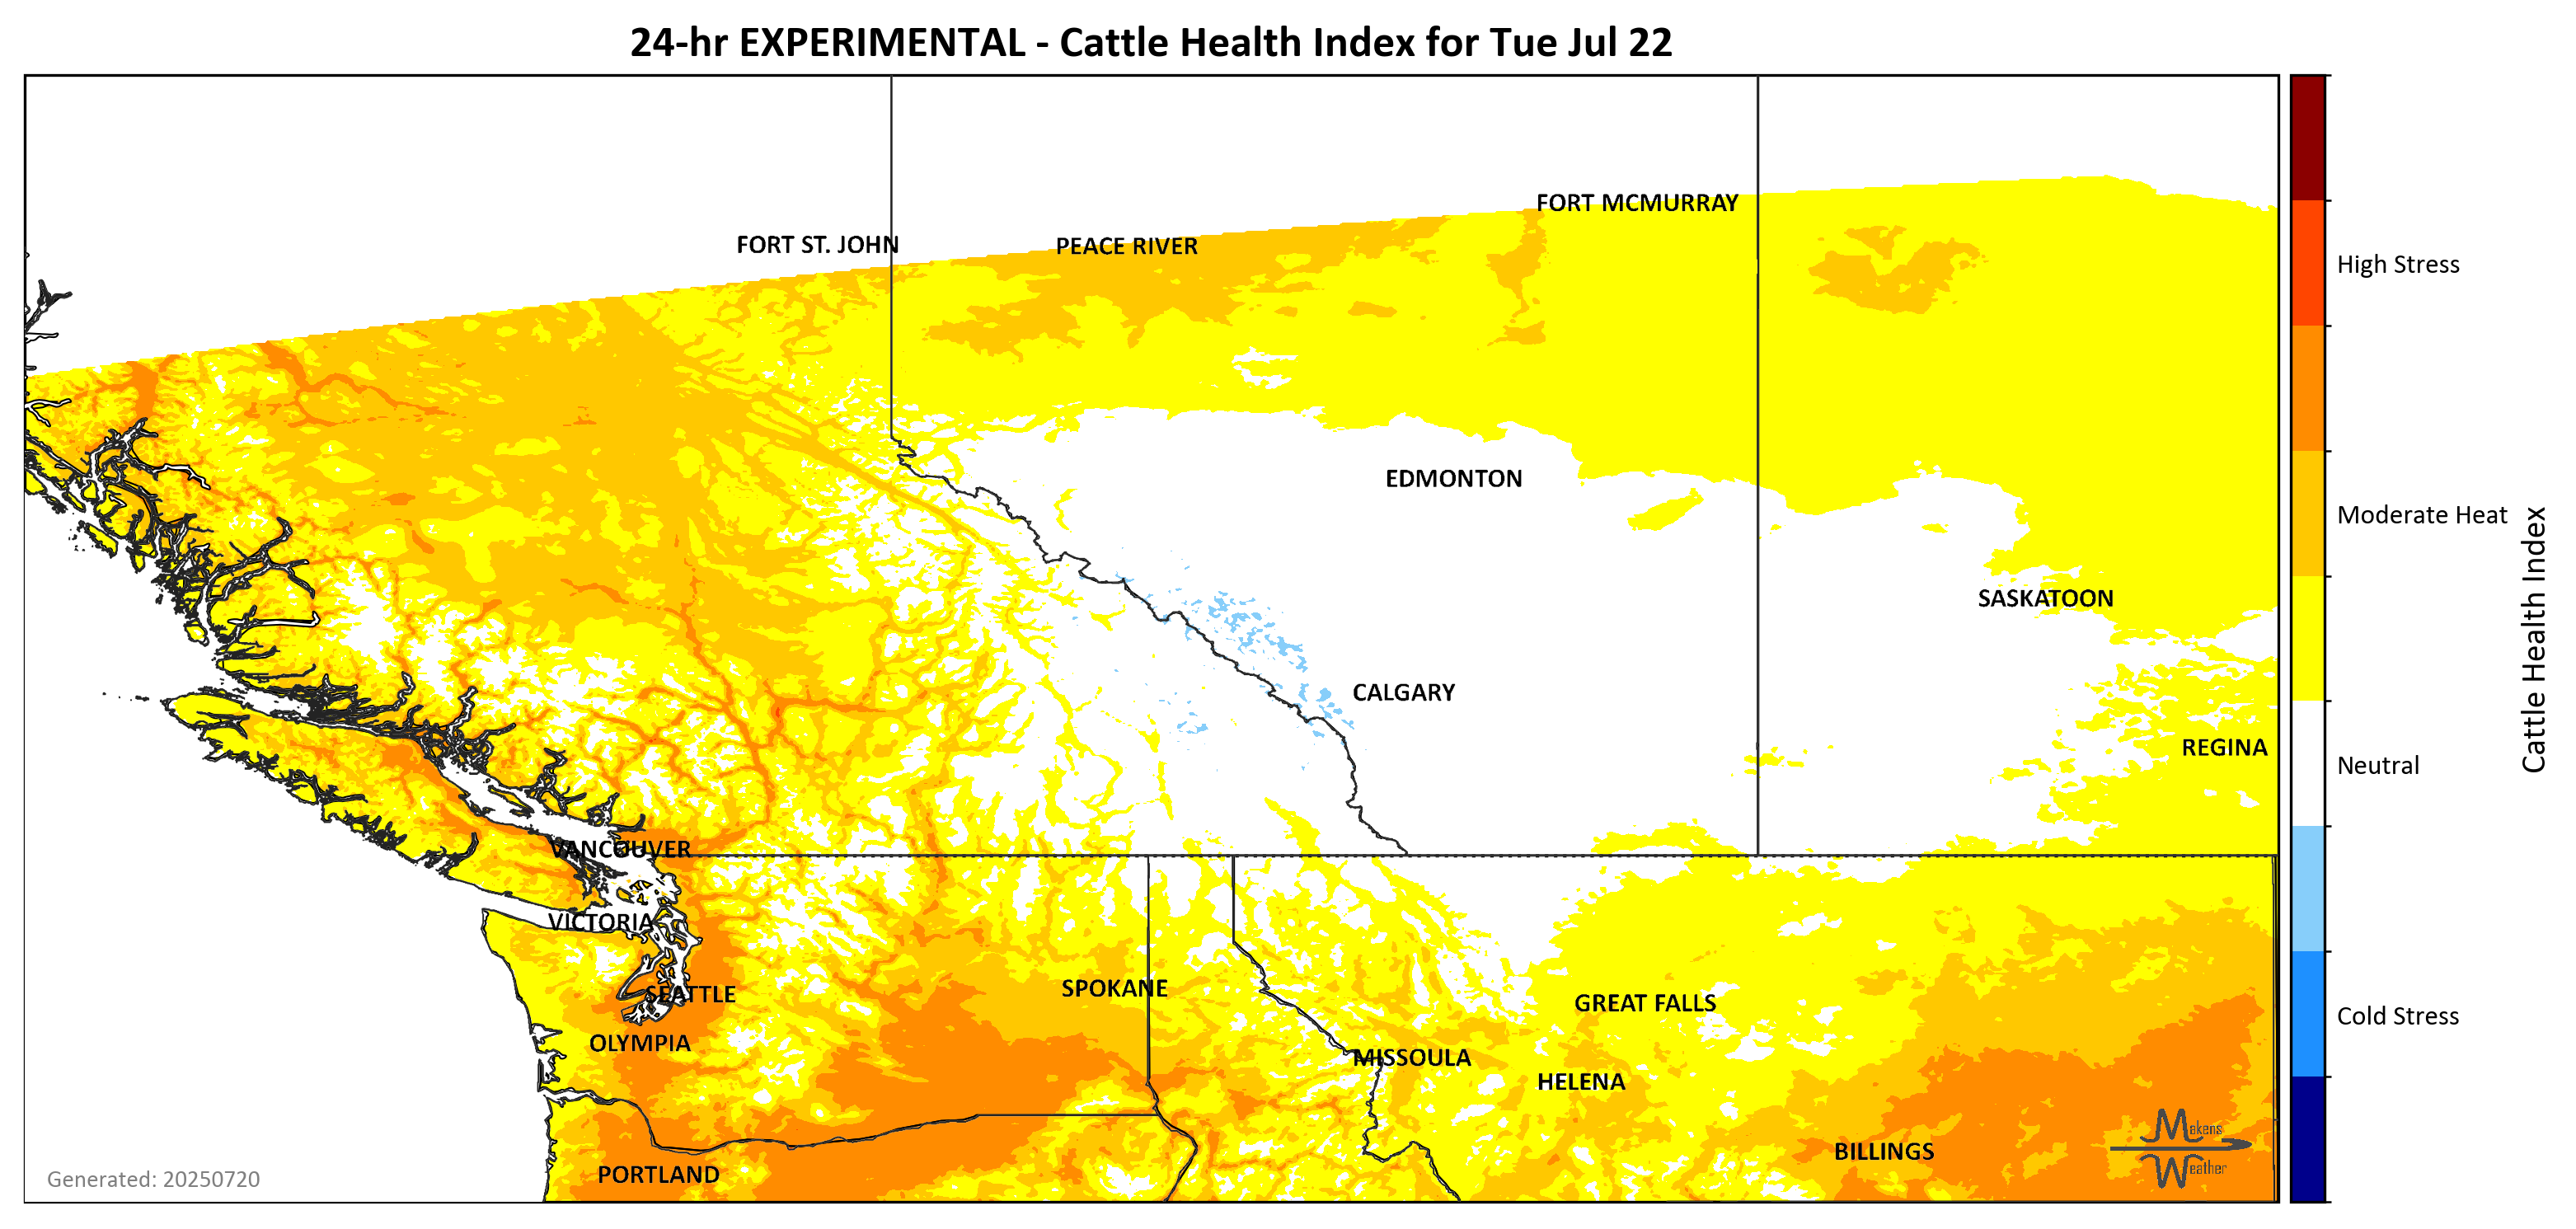 24-hr EXPERIMENTAL - Cattle Health Index for Tue Jul 22
FORT MCMURRAY
FORT ST. JOHN
PEACE RIVER
High Stress
EDMONTON
Moderate Heat
SASKATOON
CALGARY
Cattle Health Index
REGINA
Neutral
VANCOUVER
VICTORIA
SPOKANE
SEATTLE
GREAT FALLS
Cold Stress
OLYMPIA
MISSOULA
HELENA
Makens
Weather
BILLINGS
PORTLAND
Generated: 20250720